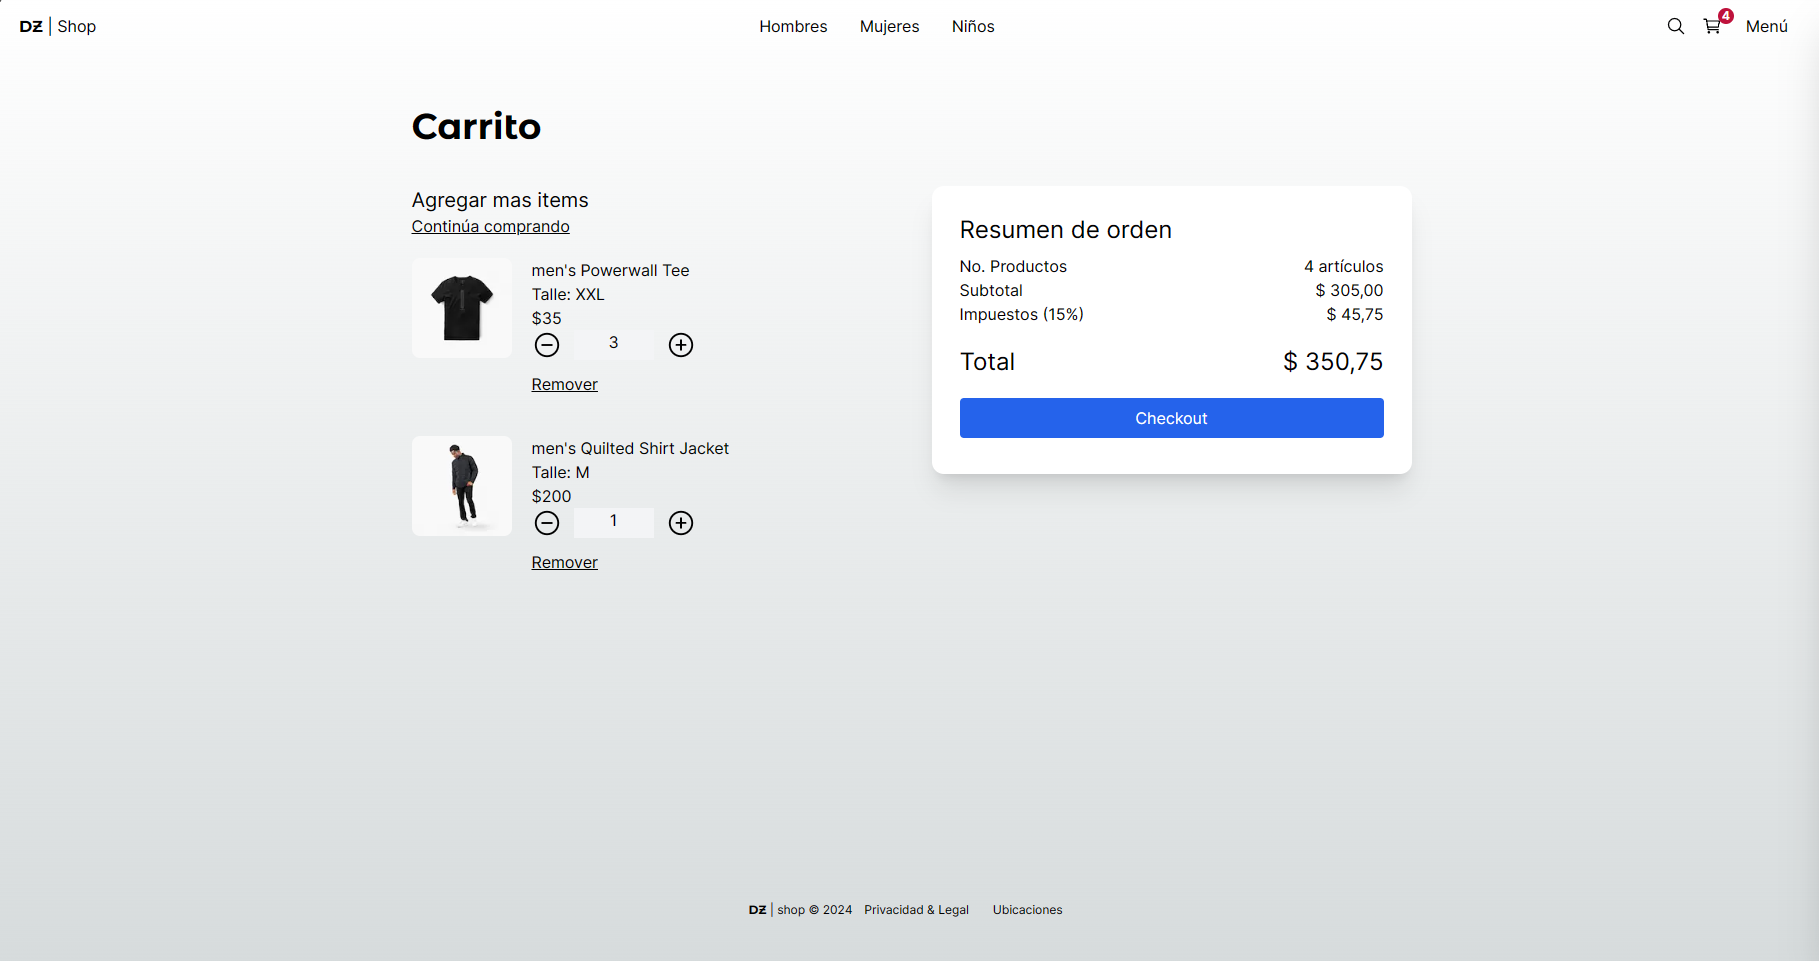 DZ | Shop
Hombres Mujeres Niños
4 Menú
Carrito
Agregar mas items
Continúa comprando
men's Powerwall Tee
Talle: XXL
$35
3
Remover
men's Quilted Shirt Jacket
Talle: M
$200
1
Remover
Resumen de orden
No. Productos 4 artículos
Subtotal $ 305,00
Impuestos (15%) $ 45,75
Total $ 350,75
Checkout
DZ | shop © 2024 Privacidad & Legal Ubicaciones